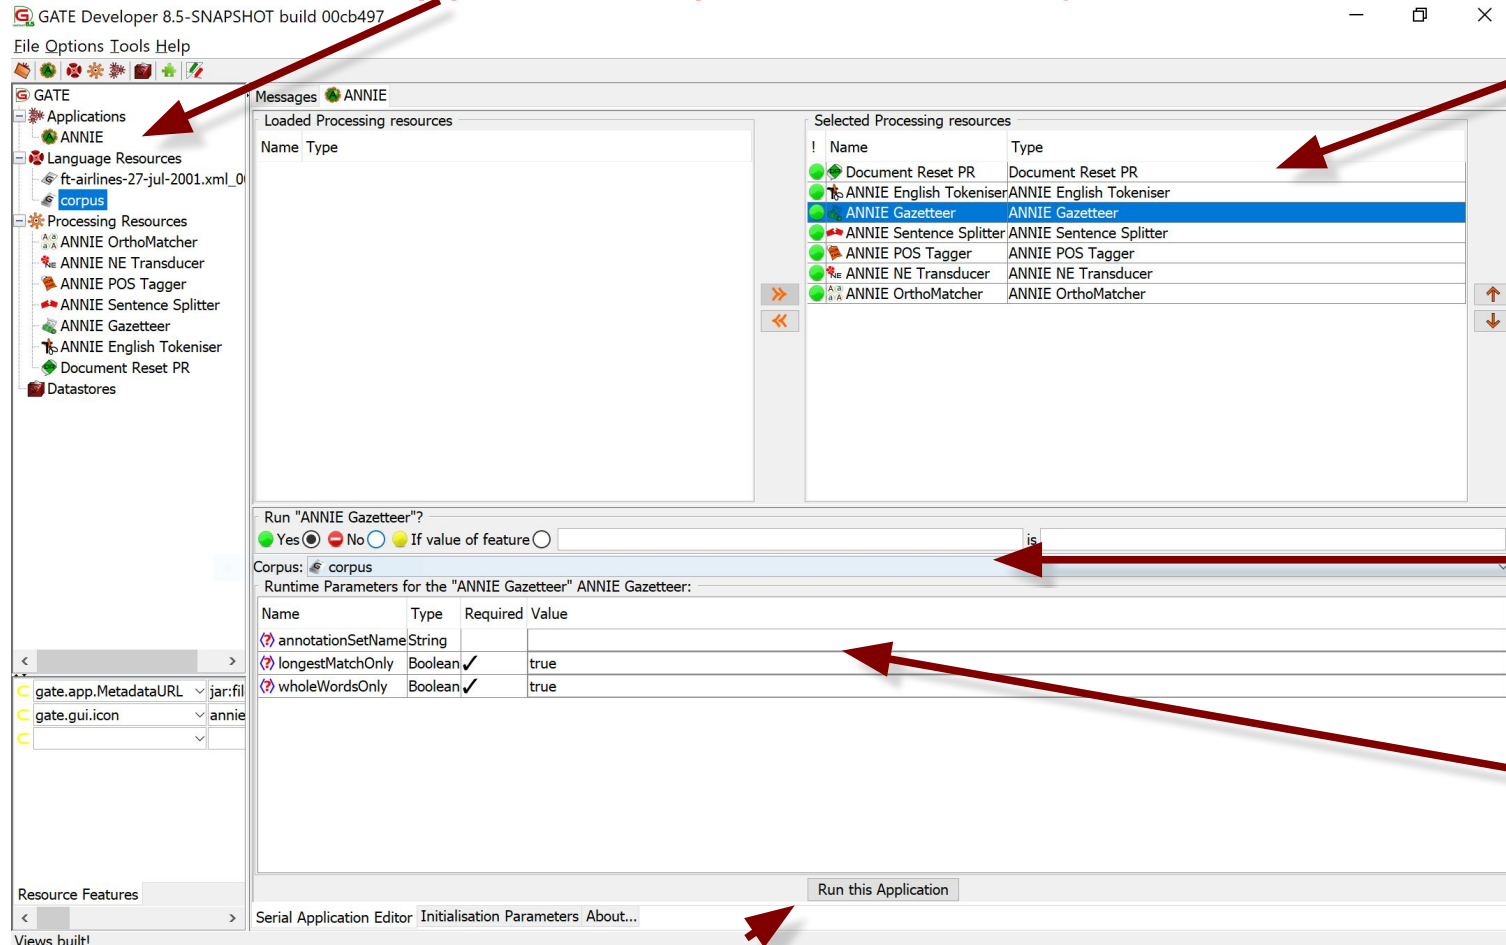 GATE Developer 8.5-SNAPSHOT build 00cb497
File Options Tools Help
GATE
Applications
ANNIE
Language Resources
ft-airlines-27-jul-2001.xml_0
corpus
Processing Resources
ANNIE OrthoMatcher
ANNIE NE Transducer
ANNIE POS Tagger
ANNIE Sentence Splitter
ANNIE Gazetteer
ANNIE English Tokeniser
Document Reset PR
Datastores
Messages ANNIE
Loaded Processing resources
Name Type
Selected Processing resources
! Name Type
Document Reset PR Document Reset PR
ANNIE English Tokeniser ANNIE English Tokeniser
ANNIE Gazetteer ANNIE Gazetteer
ANNIE Sentence Splitter ANNIE Sentence Splitter
ANNIE POS Tagger ANNIE POS Tagger
ANNIE NE Transducer ANNIE NE Transducer
ANNIE OrthoMatcher ANNIE OrthoMatcher
Run "ANNIE Gazetteer"?
Yes No If value of feature is
Corpus: corpus
Runtime Parameters for the "ANNIE Gazetteer" ANNIE Gazetteer:
Name Type Required Value
annotationSetName String
longestMatchOnly Boolean ✓ true
wholeWordsOnly Boolean ✓ true
gate.app.MetadataURL jar:fil
gate.gui.icon annie
Resource Features
Run this Application
Serial Application Editor Initialisation Parameters About...
Views built!